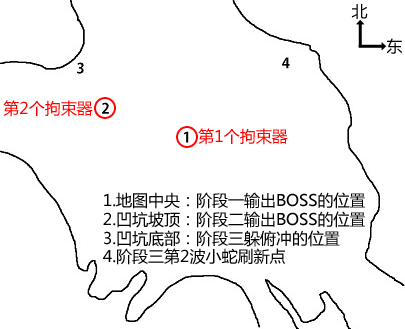 北
东
3
4
第2个拘束器 2
1 第1个拘束器
1.地图中央：阶段一输出BOSS的位置
2.凹坑坡顶：阶段二输出BOSS的位置
3.凹坑底部：阶段三躲俯冲的位置
4.阶段三第2波小蛇刷新点